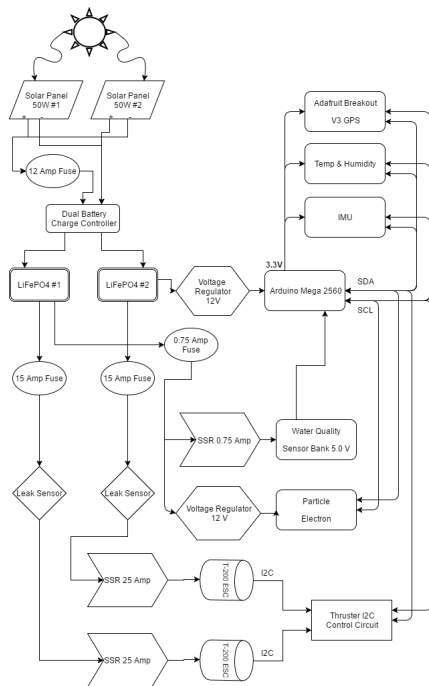 Solar Panel
50W #1
Solar Panel
50W #2
+ -
+ -
12 Amp Fuse
Dual Battery
Charge Controller
LiFePO4 #1
LiFePO4 #2
Voltage
Regulator
12V
3.3V
Arduino Mega 2560
SDA
SCL
Adafruit Breakout
V3 GPS
Temp & Humidity
IMU
0.75 Amp
Fuse
15 Amp Fuse
15 Amp Fuse
SSR 0.75 Amp
Water Quality
Sensor Bank 5.0 V
Leak Sensor
Leak Sensor
Voltage Regulator
12 V
Particle
Electron
SSR 25 Amp
T-200 ESC
I2C
Thruster I2C
Control Circuit
SSR 25 Amp
T-200 ESC
I2C